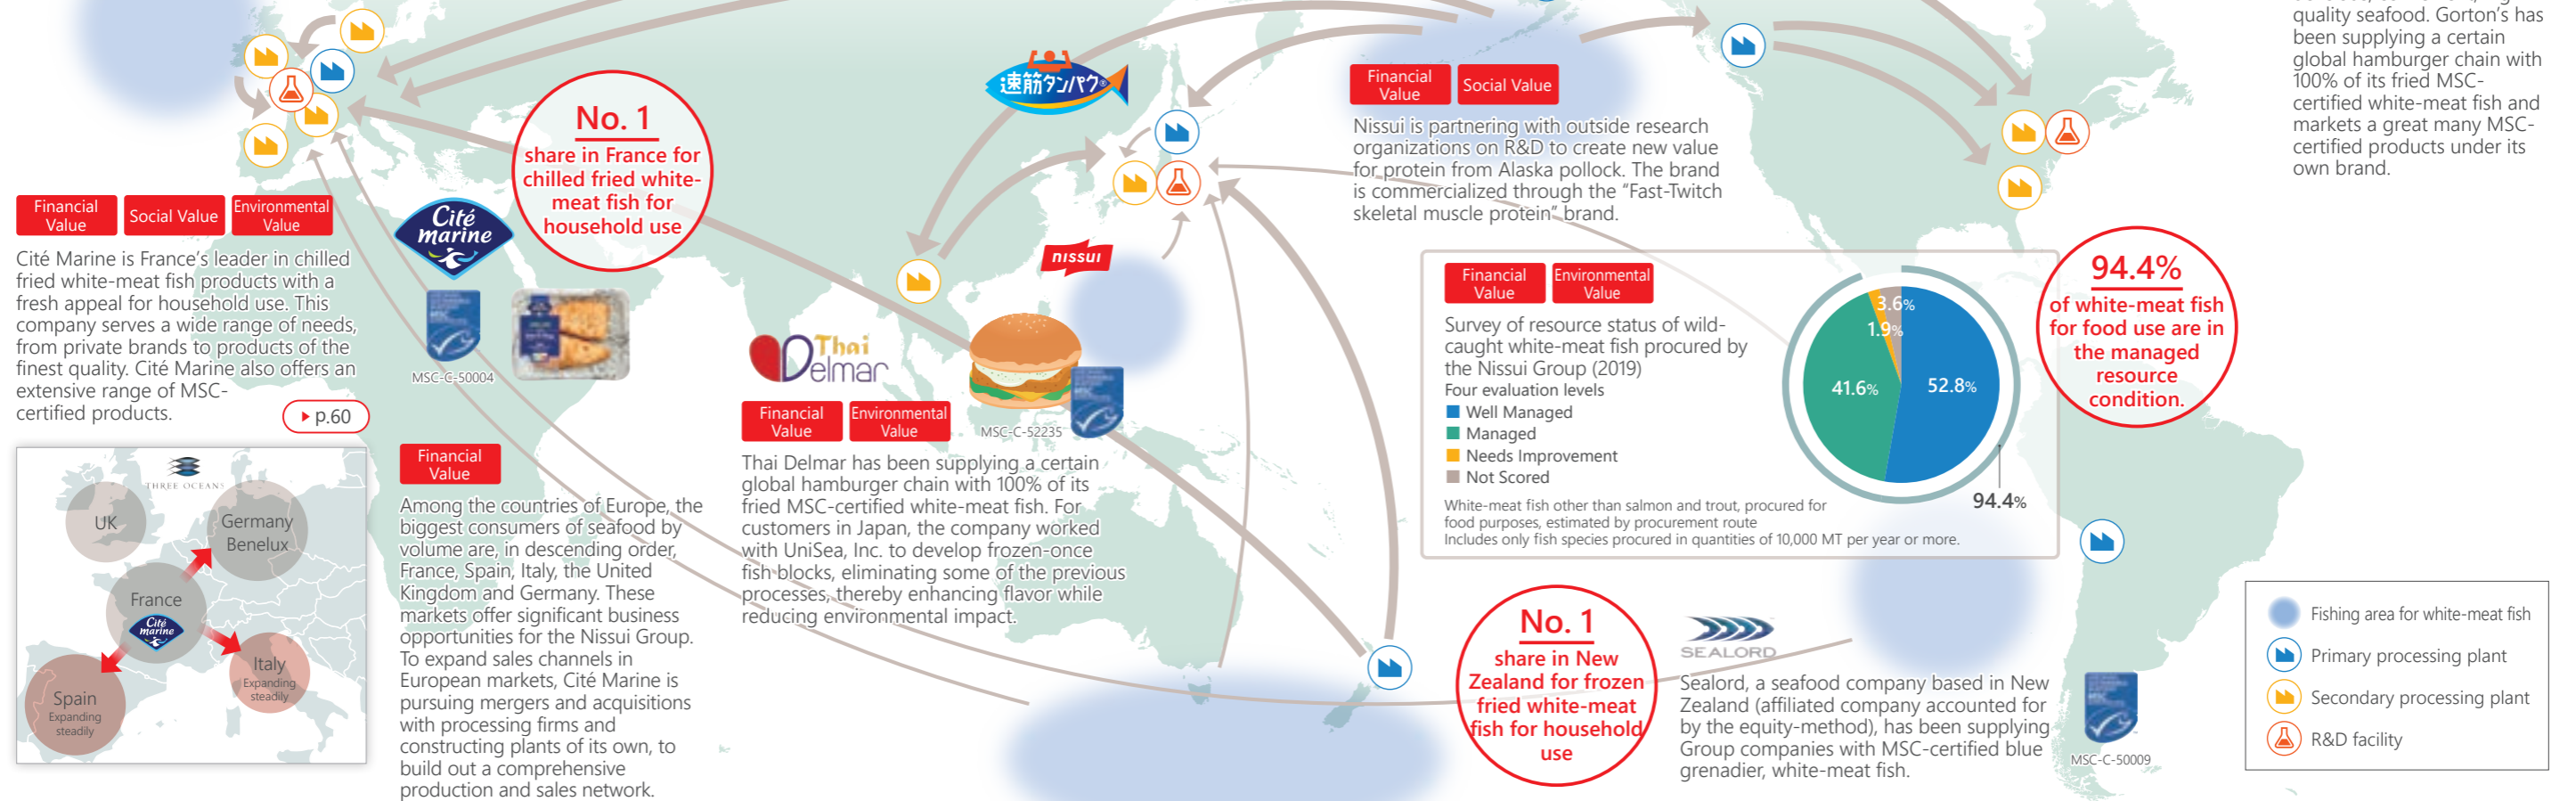 quality seafood. Gorton's has
been supplying a certain
global hamburger chain with
100% of its fried MSC-
certified white-meat fish and
markets a great many MSC-
certified products under its
own brand.
速筋タンパク®
No. 1
share in France for
chilled fried white-
meat fish for
household use
Financial
Value
Social Value
Nissui is partnering with outside research
organizations on R&D to create new value
for protein from Alaska pollock. The brand
is commercialized through the “Fast-Twitch
skeletal muscle protein” brand.
Financial
Value
Social Value
Environmental
Value
Cité Marine is France's leader in chilled
fried white-meat fish products with a
fresh appeal for household use. This
company serves a wide range of needs,
from private brands to products of the
finest quality. Cité Marine also offers an
extensive range of MSC-
certified products.
p.60
Cité
marine
MSC-C-50004
NISSUI
Thai
Delmar
MSC-C-52235
Financial
Value
Environmental
Value
Thai Delmar has been supplying a certain
global hamburger chain with 100% of its
fried MSC-certified white-meat fish. For
customers in Japan, the company worked
with UniSea, Inc. to develop frozen-once
fish blocks, eliminating some of the previous
processes, thereby enhancing flavor while
reducing environmental impact.
Financial
Value
Environmental
Value
Survey of resource status of wild-
caught white-meat fish procured by
the Nissui Group (2019)
Four evaluation levels
Well Managed
Managed
Needs Improvement
Not Scored
White-meat fish other than salmon and trout, procured for
food purposes, estimated by procurement route
Includes only fish species procured in quantities of 10,000 MT per year or more.
3.6%
1.9%
41.6%
52.8%
94.4%
94.4%
of white-meat fish
for food use are in
the managed
resource
condition.
THREE OCEANS
UK
Germany
Benelux
France
Cité
marine
Italy
Expanding
steadily
Spain
Expanding
steadily
Financial
Value
Among the countries of Europe, the
biggest consumers of seafood by
volume are, in descending order,
France, Spain, Italy, the United
Kingdom and Germany. These
markets offer significant business
opportunities for the Nissui Group.
To expand sales channels in
European markets, Cité Marine is
pursuing mergers and acquisitions
with processing firms and
constructing plants of its own, to
build out a comprehensive
production and sales network.
No. 1
share in New
Zealand for frozen
fried white-meat
fish for household
use
SEALORD
Sealord, a seafood company based in New
Zealand (affiliated company accounted for
by the equity-method), has been supplying
Group companies with MSC-certified blue
grenadier, white-meat fish.
MSC-C-50009
Fishing area for white-meat fish
Primary processing plant
Secondary processing plant
R&D facility